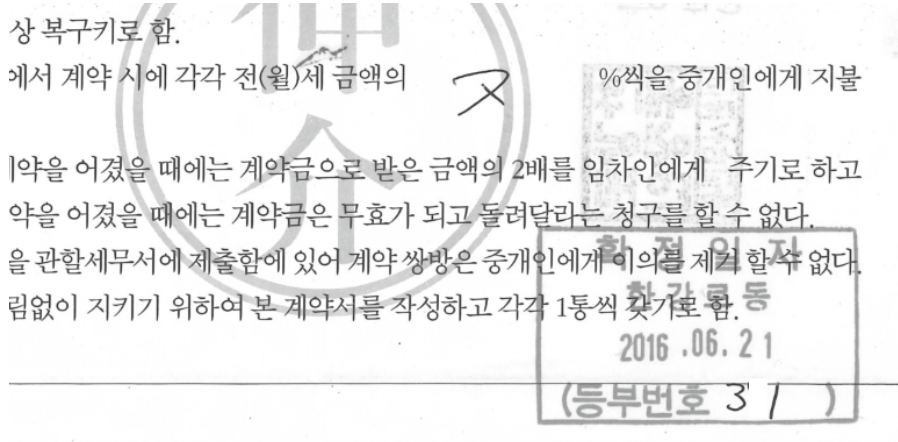 상 복구키로 함.
에서 계약 시에 각각 전(월)세 금액의 %씩을 중개인에게 지불
약을 어겼을 때에는 계약금으로 받은 금액의 2배를 임차인에게 주기로 하고
약을 어겼을 때에는 계약금은 무효가 되고 돌려달라는 청구를 할 수 없다.
을 관할세무서에 제출함에 있어 계약 쌍방은 중개인에게 이의를 제기 할 수 없다.
림없이 지키기 위하여 본 계약서를 작성하고 각각 1통씩 갖기로 함.
仲介
확 정 일 자
한강로동
2016 .06. 21
(등부번호 31 )